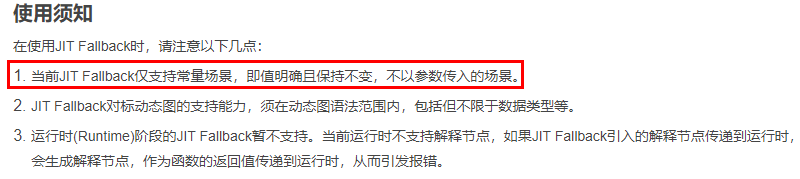 使用须知
在使用JIT Fallback时，请注意以下几点：
1. 当前JIT Fallback仅支持常量场景，即值明确且保持不变，不以参数传入的场景。
2. JIT Fallback对标动态图的支持能力，须在动态图语法范围内，包括但不限于数据类型等。
3. 运行时(Runtime)阶段的JIT Fallback暂不支持。当前运行时不支持解释节点，如果JIT Fallback引入的解释节点传递到运行时，
会生成解释节点，作为函数的返回值传递到运行时，从而引发报错。